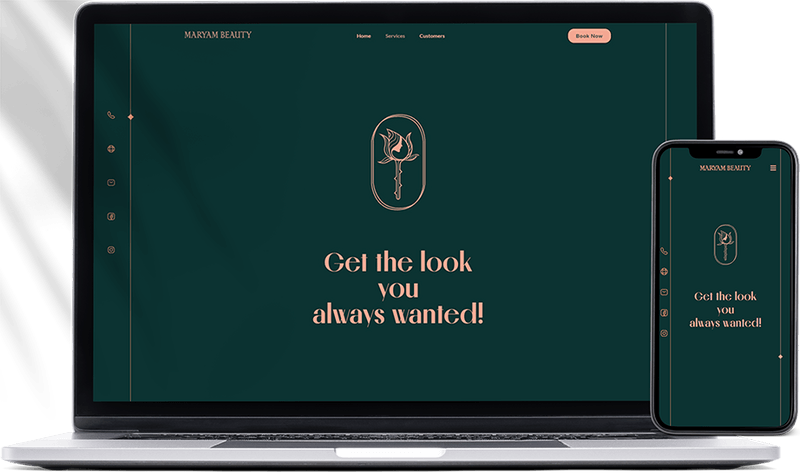 MARYAM BEAUTY
Home Services Customers
Book Now
Get the look
you
always wanted!
MARYAM BEAUTY
Get the look
you
always wanted!